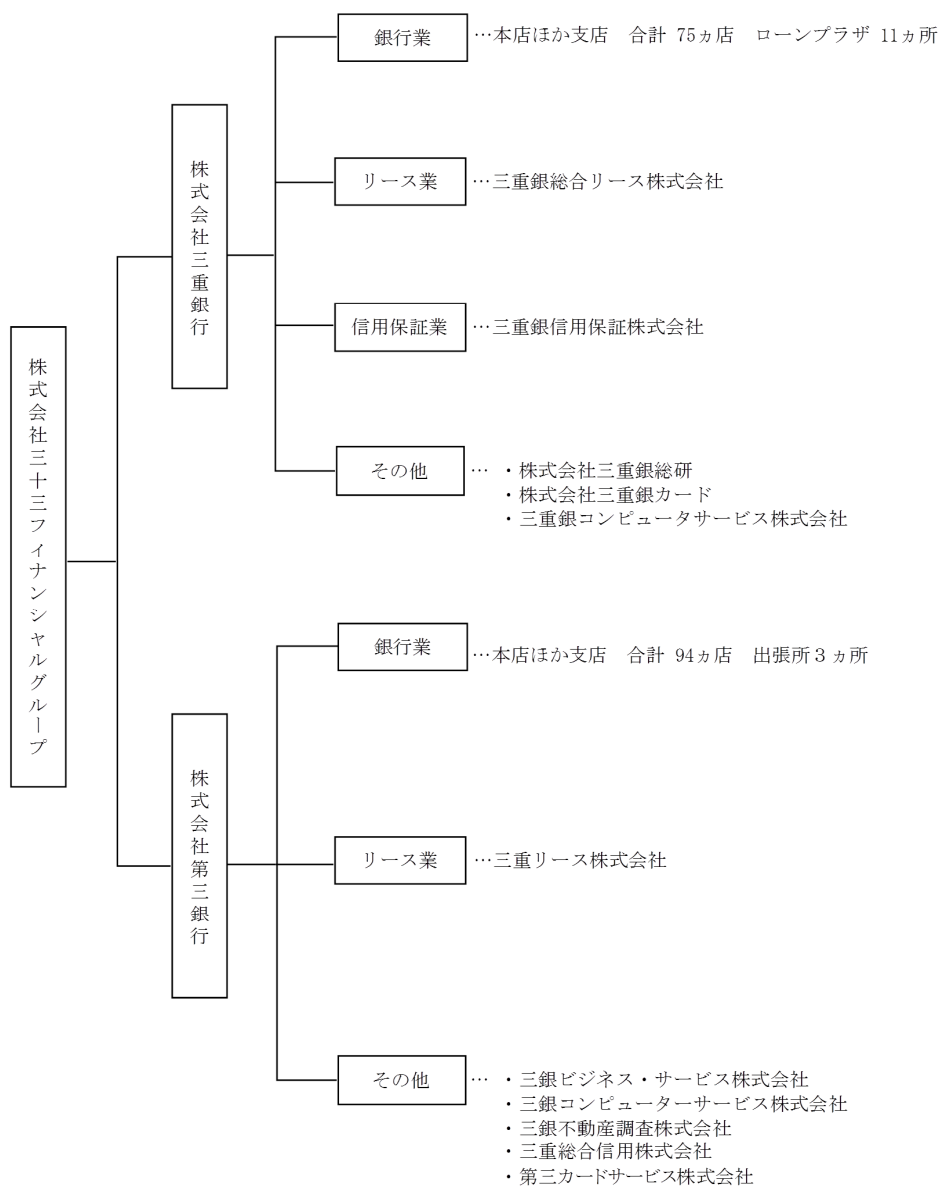 株式会社三十三フィナンシャルグループ
株式会社三重銀行
銀行業 …本店ほか支店 合計 75ヵ店 ローンプラザ 11ヵ所
リース業 …三重銀総合リース株式会社
信用保証業 …三重銀信用保証株式会社
その他 … ・株式会社三重銀総研
・株式会社三重銀カード
・三重銀コンピュータサービス株式会社
株式会社第三銀行
銀行業 …本店ほか支店 合計 94ヵ店 出張所3ヵ所
リース業 …三重リース株式会社
その他 … ・三銀ビジネス・サービス株式会社
・三銀コンピューターサービス株式会社
・三銀不動産調査株式会社
・三重総合信用株式会社
・第三カードサービス株式会社